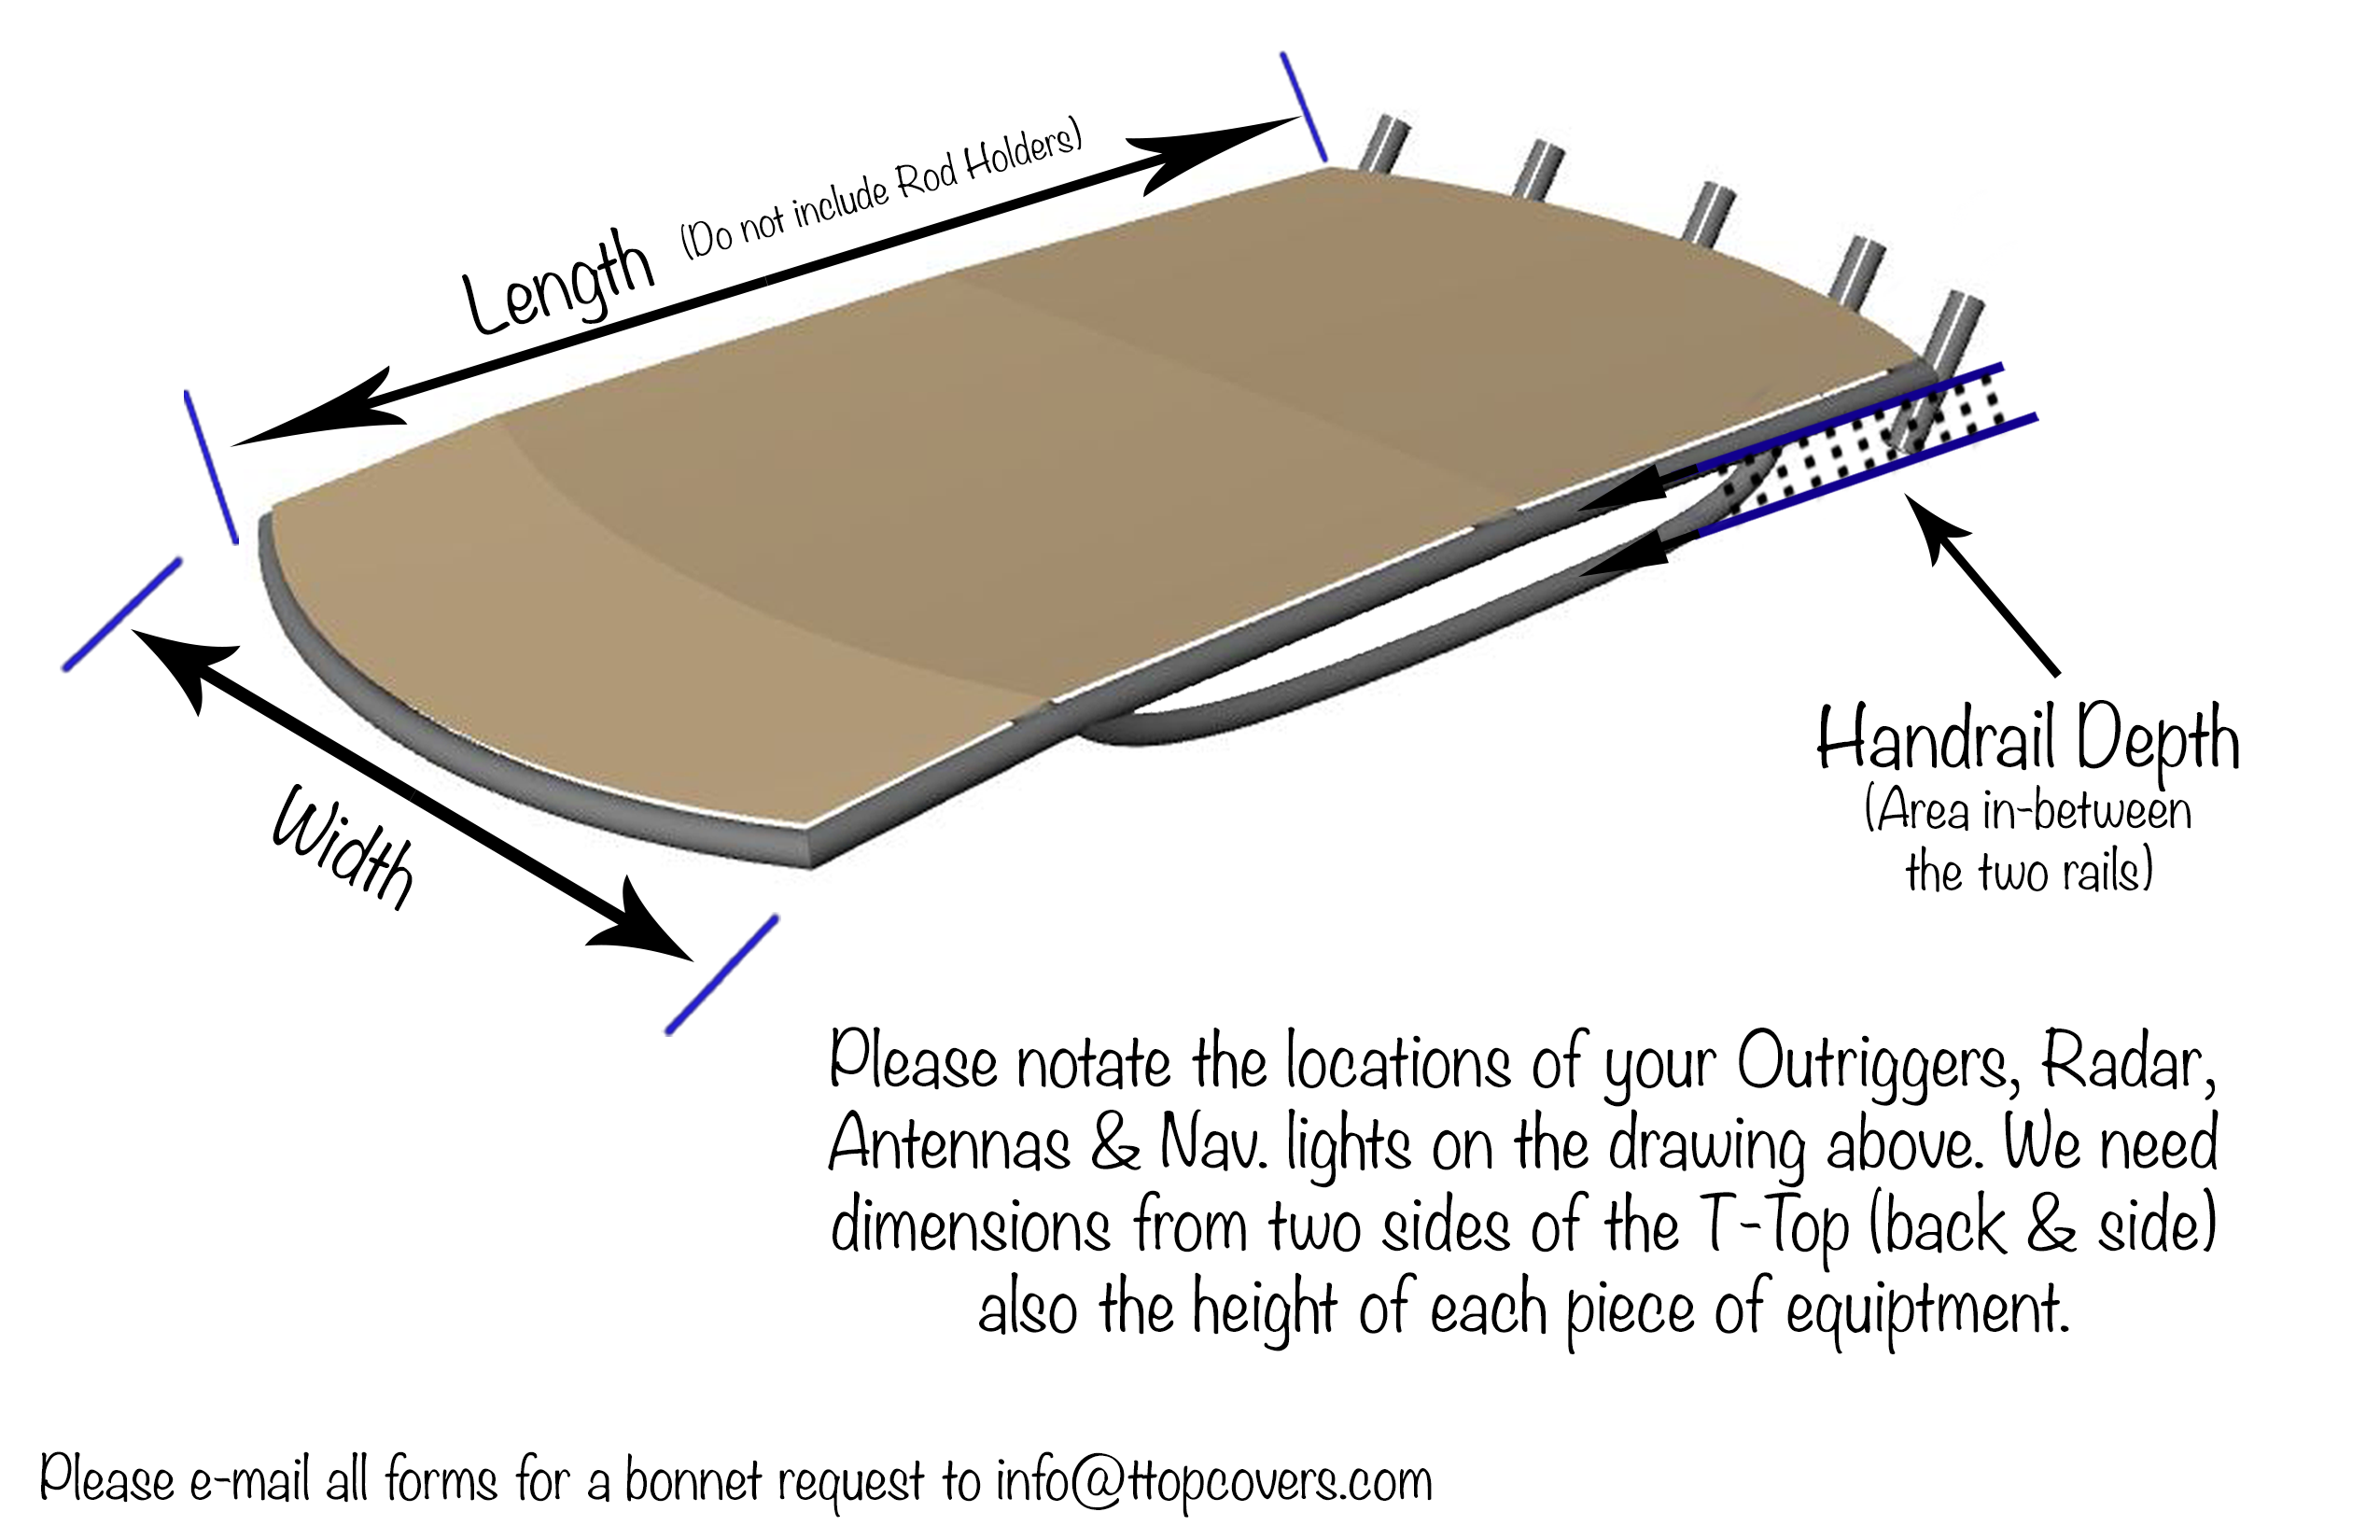 Length (Do not include Rod Holders)
Width
Handrail Depth
(Area in-between
the two rails)
Please notate the locations of your Outriggers, Radar,
Antennas & Nav. lights on the drawing above. We need
dimensions from two sides of the T-Top (back & side)
also the height of each piece of equiptment.
Please e-mail all forms for a bonnet request to info@ttopcovers.com